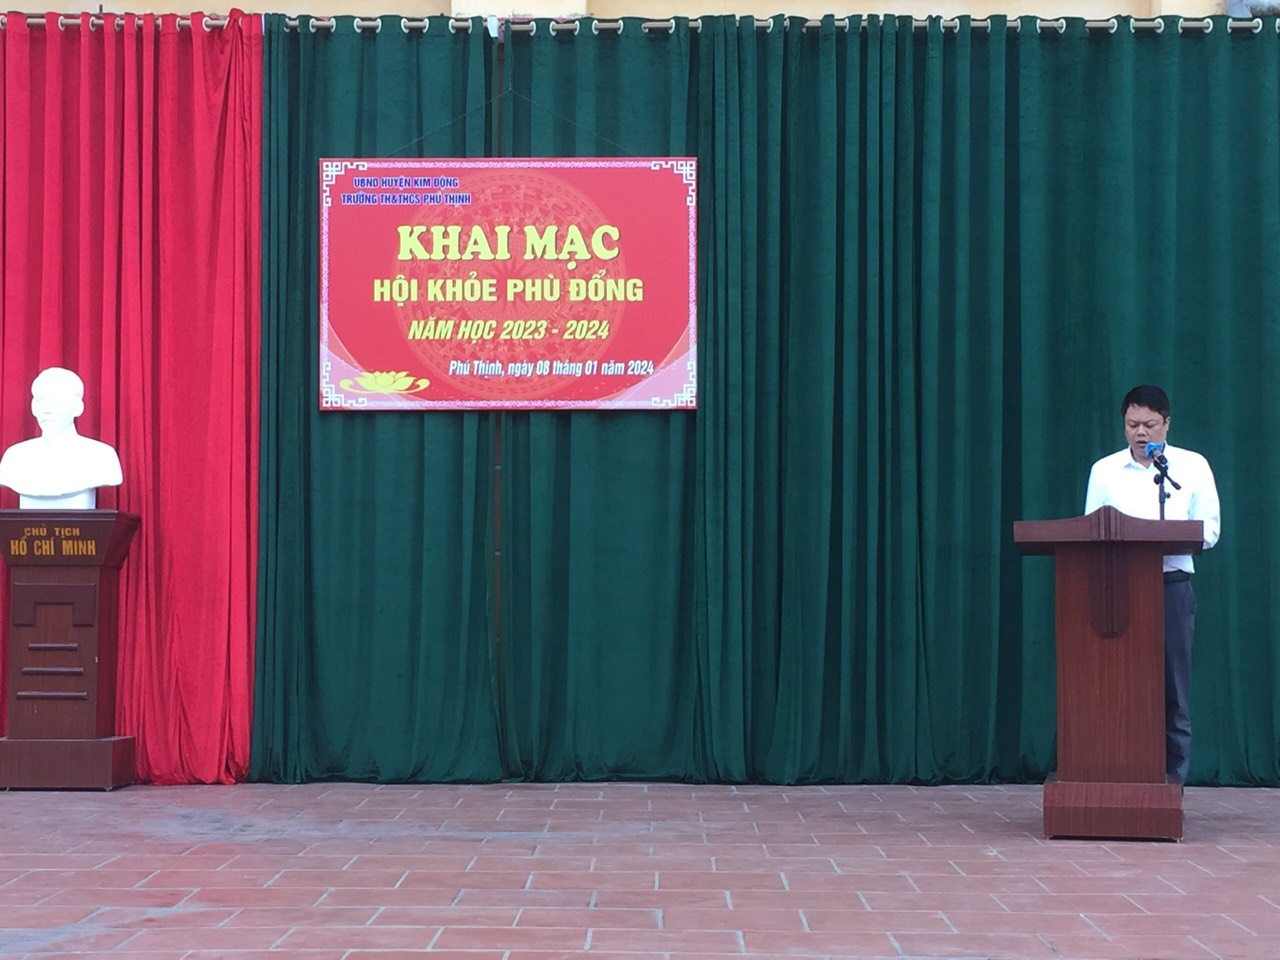 UBND HUYỆN KIM ĐỘNG
TRƯỜNG TH&THCS PHÚ THỊNH
KHAI MẠC
HỘI KHỎE PHÙ ĐỔNG
NĂM HỌC 2023 - 2024
Phú Thịnh, ngày 08 tháng 01 năm 2024
CHỦ TỊCH
HỒ CHÍ MINH